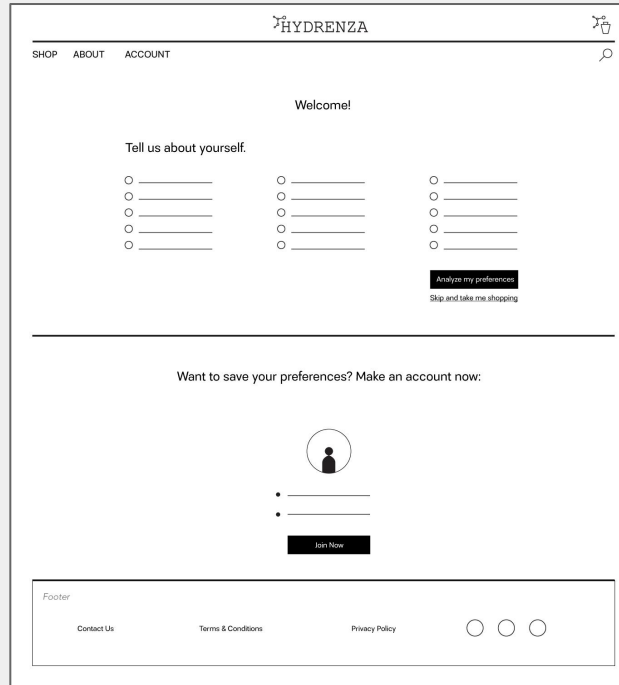 HYDRENZA
SHOP ABOUT ACCOUNT
Welcome!
Tell us about yourself.
Analyze my preferences
Skip and take me shopping
Want to save your preferences? Make an account now:
Join Now
Footer
Contact Us Terms & Conditions Privacy Policy